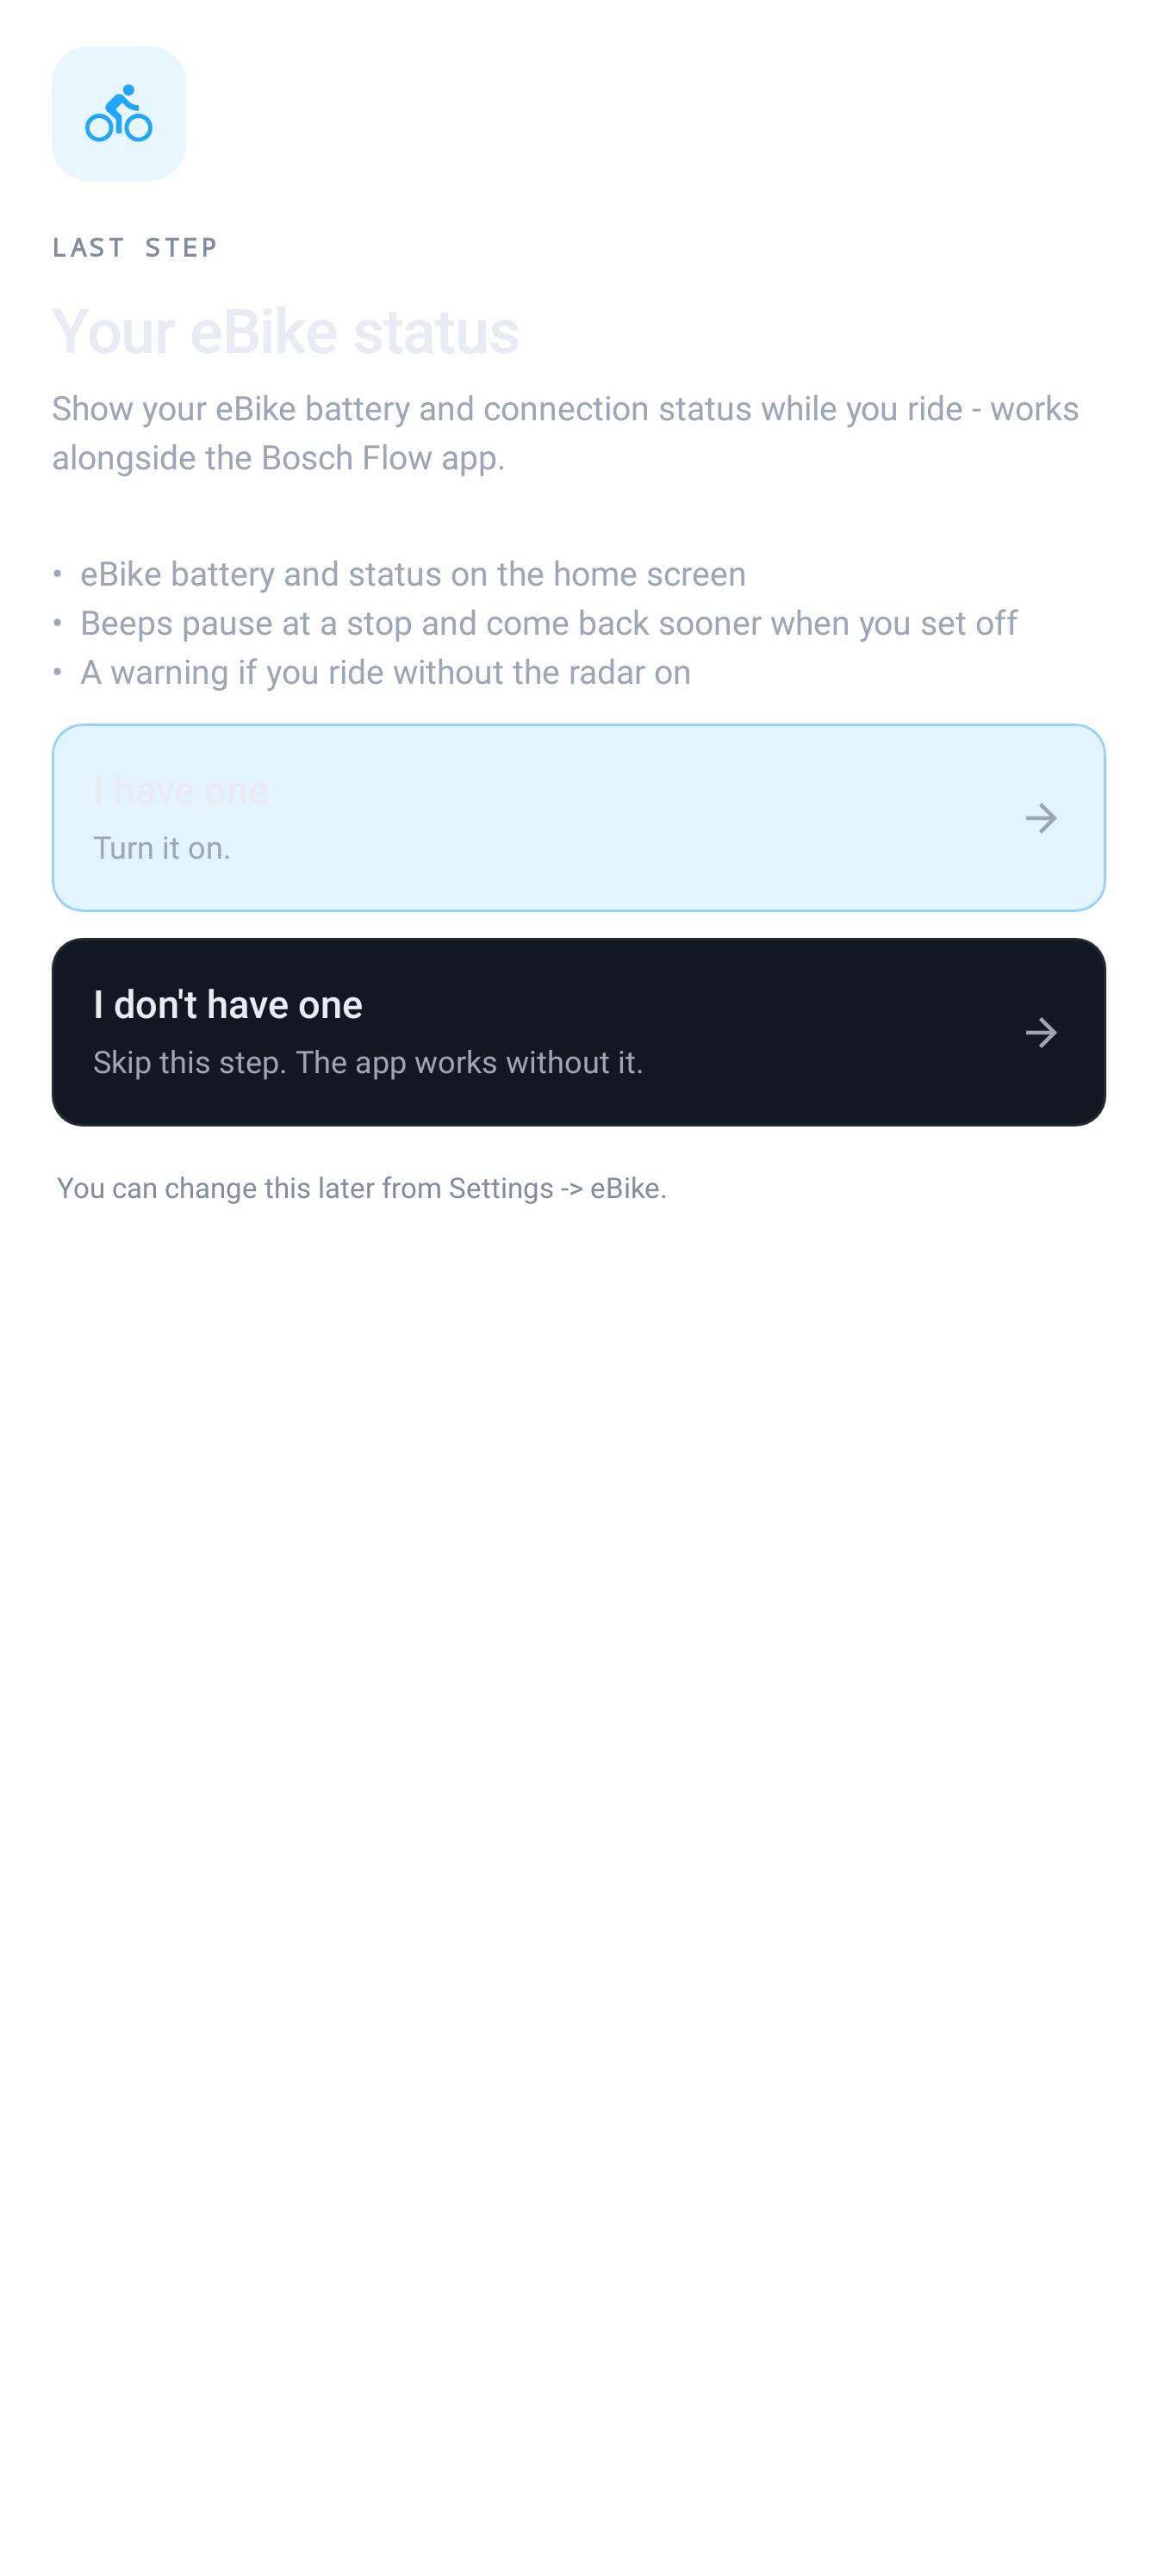 LAST STEP
Your eBike status
Show your eBike battery and connection status while you ride - works
alongside the Bosch Flow app.
• eBike battery and status on the home screen
• Beeps pause at a stop and come back sooner when you set off
• A warning if you ride without the radar on
I have one
Turn it on.
I don't have one
Skip this step. The app works without it.
You can change this later from Settings -> eBike.